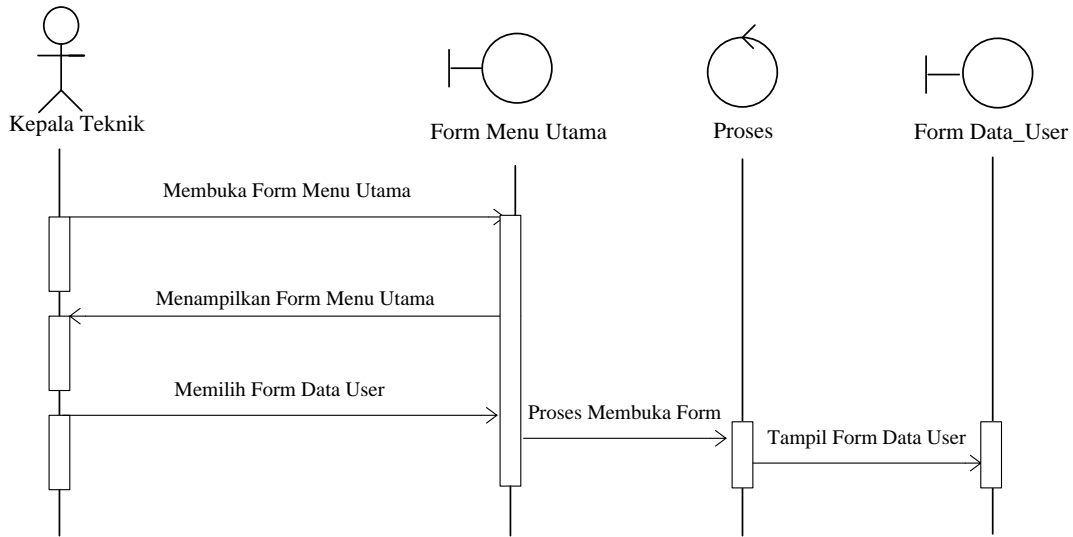 Kepala Teknik
Form Menu Utama
Proses
Form Data_User
Membuka Form Menu Utama
Menampilkan Form Menu Utama
Memilih Form Data User
Proses Membuka Form
Tampil Form Data User